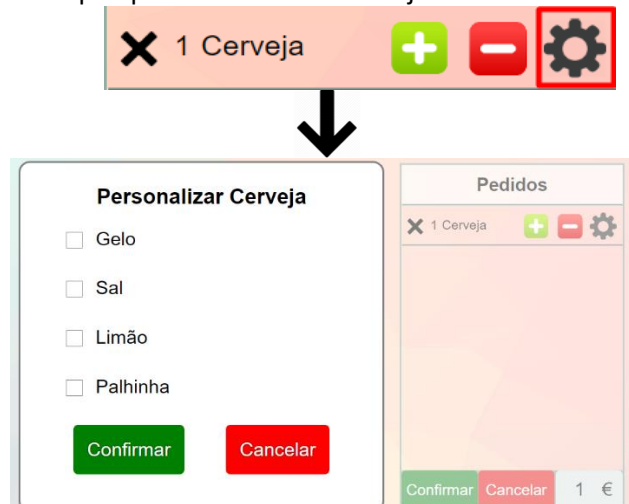 1 Cerveja
Personalizar Cerveja
Gelo
Sal
Limão
Palhinha
Confirmar Cancelar
Pedidos
1 Cerveja
Confirmar Cancelar 1 €